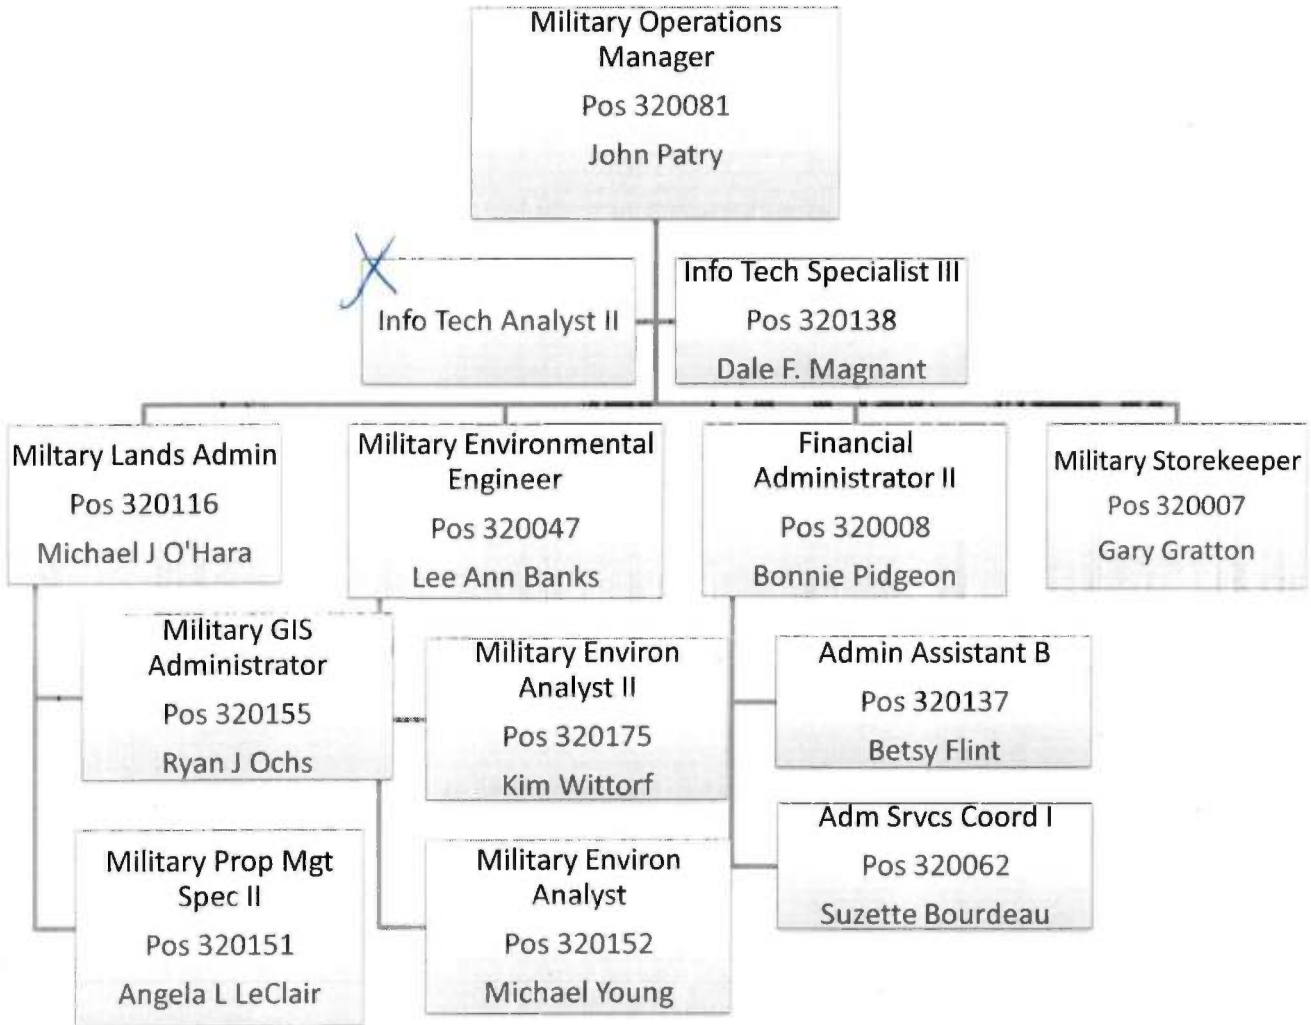 Military Operations
Manager
Pos 320081
John Patry
Info Tech Analyst II
Info Tech Specialist III
Pos 320138
Dale F. Magnant
Miltary Lands Admin
Pos 320116
Michael J O'Hara
Military Environmental
Engineer
Pos 320047
Lee Ann Banks
Financial
Administrator II
Pos 320008
Bonnie Pidgeon
Military Storekeeper
Pos 320007
Gary Gratton
Military GIS
Administrator
Pos 320155
Ryan J Ochs
Military Environ
Analyst II
Pos 320175
Kim Wittorf
Admin Assistant B
Pos 320137
Betsy Flint
Military Prop Mgt
Spec II
Pos 320151
Angela L LeClair
Military Environ
Analyst
Pos 320152
Michael Young
Adm Srvcs Coord I
Pos 320062
Suzette Bourdeau